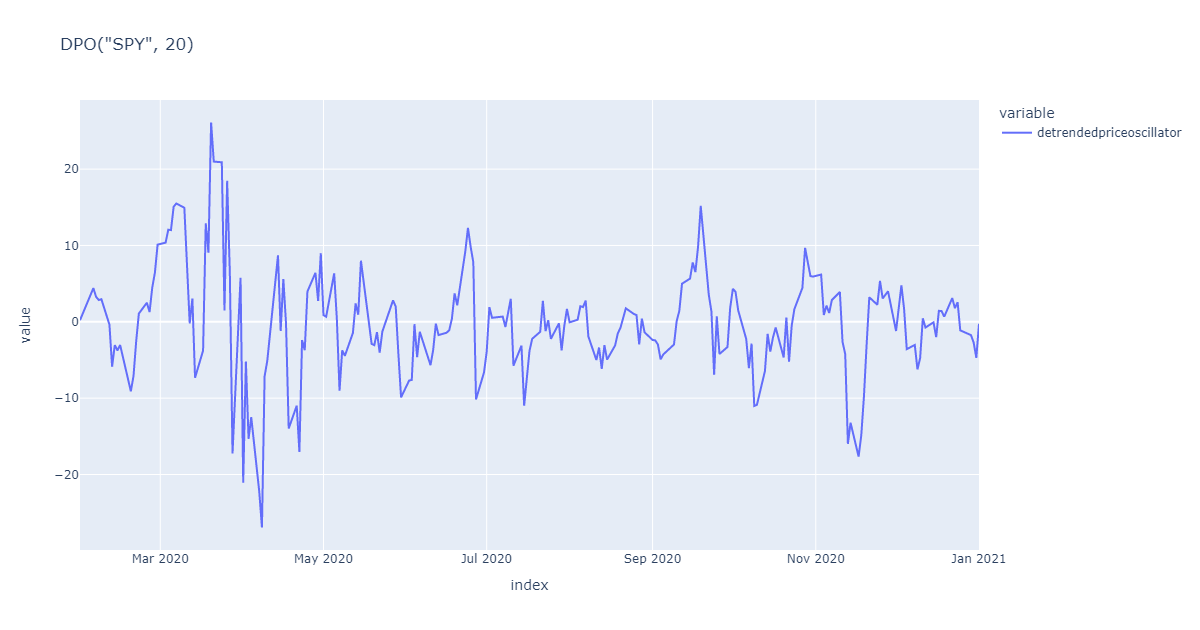 DPO("SPY", 20)
variable
detrendedpriceoscillator
value
20
10
0
−10
−20
Mar 2020
May 2020
Jul 2020
Sep 2020
Nov 2020
Jan 2021
index